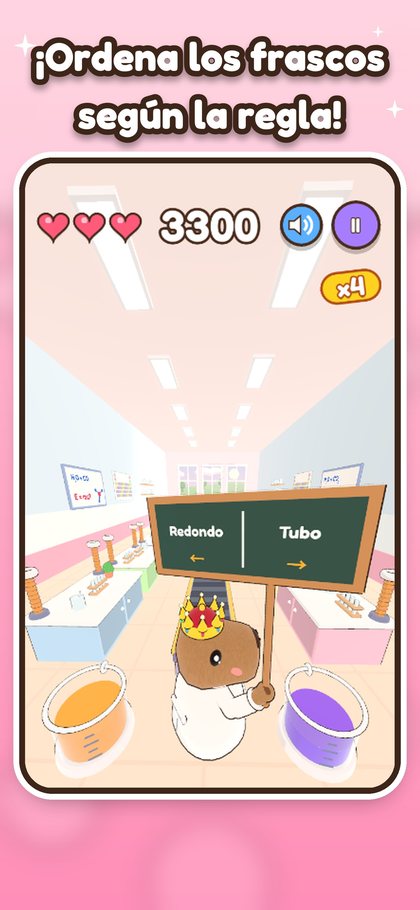 ¡Ordena los frascos
según la regla!
3300
x4
Redondo
Tubo
← →